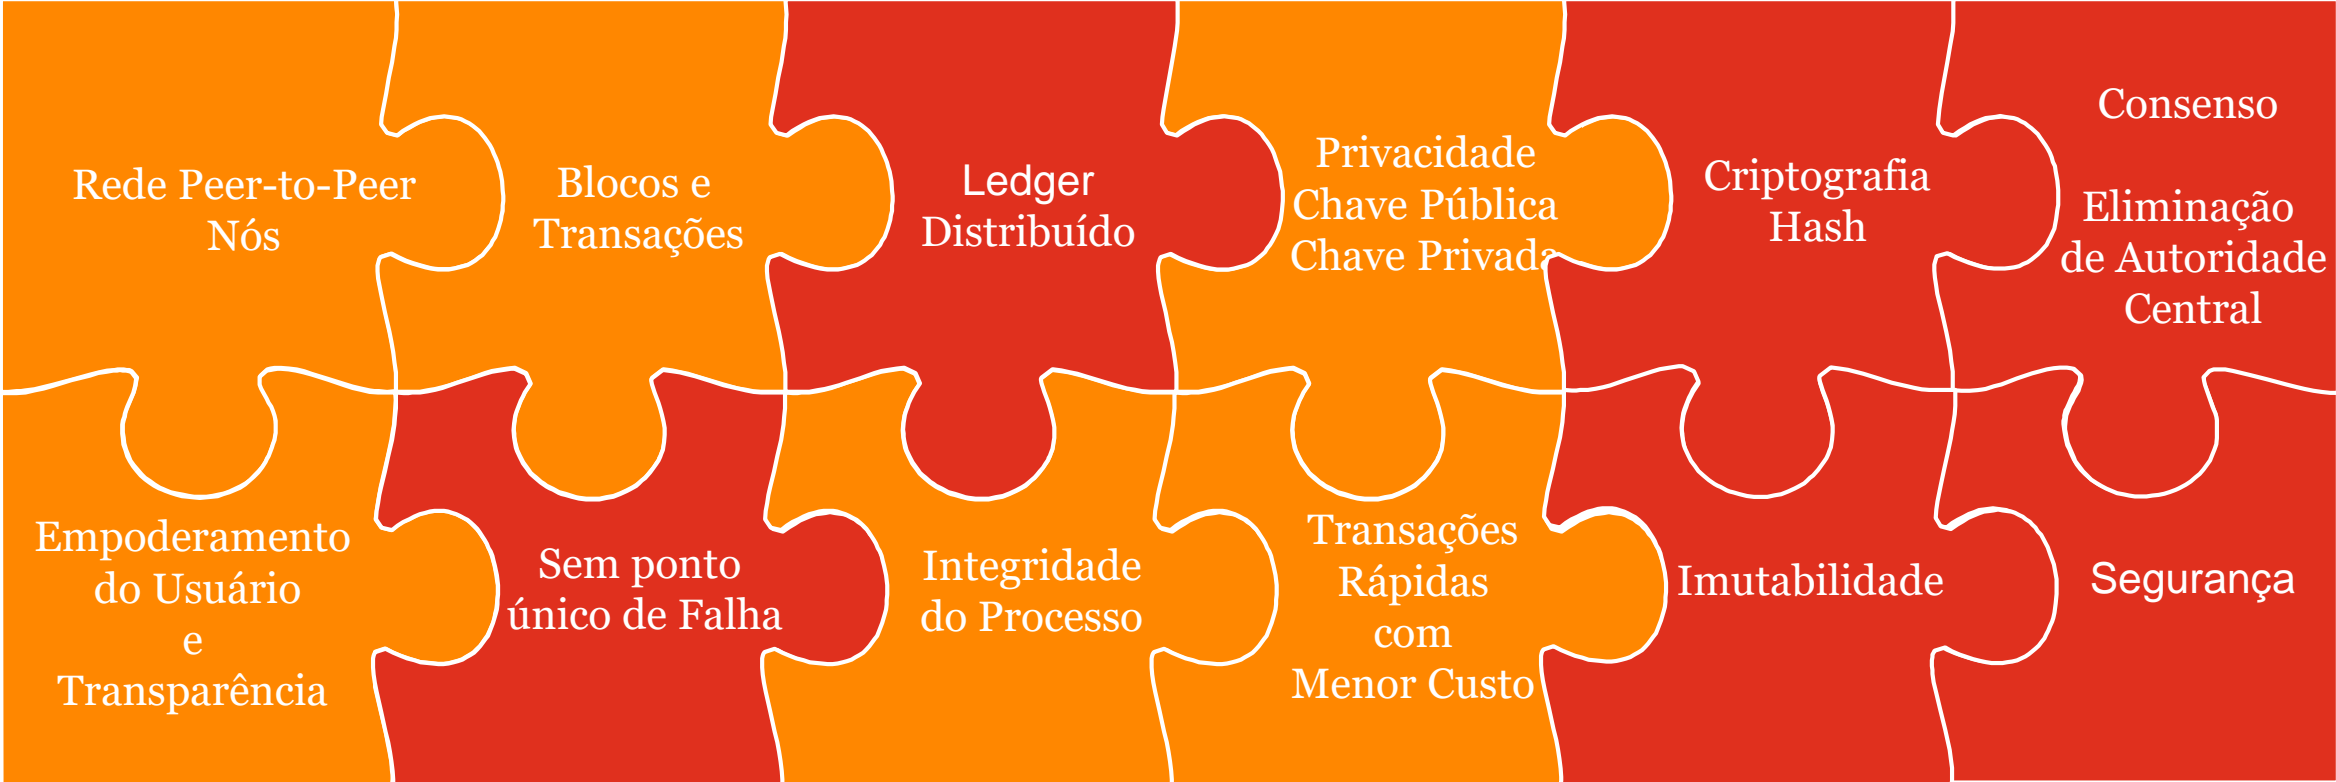 Rede Peer-to-Peer
Nós
Blocos e
Transações
Ledger
Distribuído
Privacidade
Chave Pública
Chave Privada
Criptografia
Hash
Consenso
Eliminação
de Autoridade
Central
Empoderamento
do Usuário
e
Transparência
Sem ponto
único de Falha
Integridade
do Processo
Transações
Rápidas
com
Menor Custo
Imutabilidade
Segurança